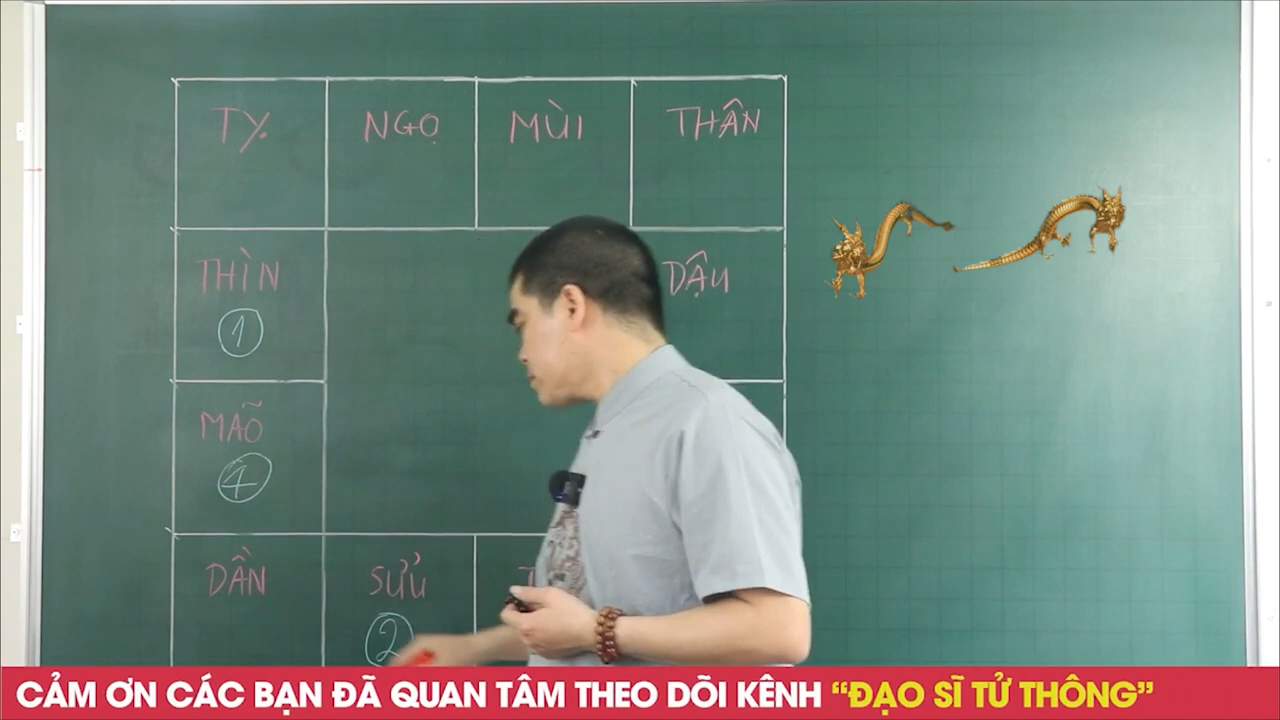 TỴ NGỌ MÙI THÂN
THÌN DẬU
1
MAÕ
4
DẦN SỬU
2
CẢM ƠN CÁC BẠN ĐÃ QUAN TÂM THEO DÕI KÊNH “ĐẠO SĨ TỬ THÔNG”